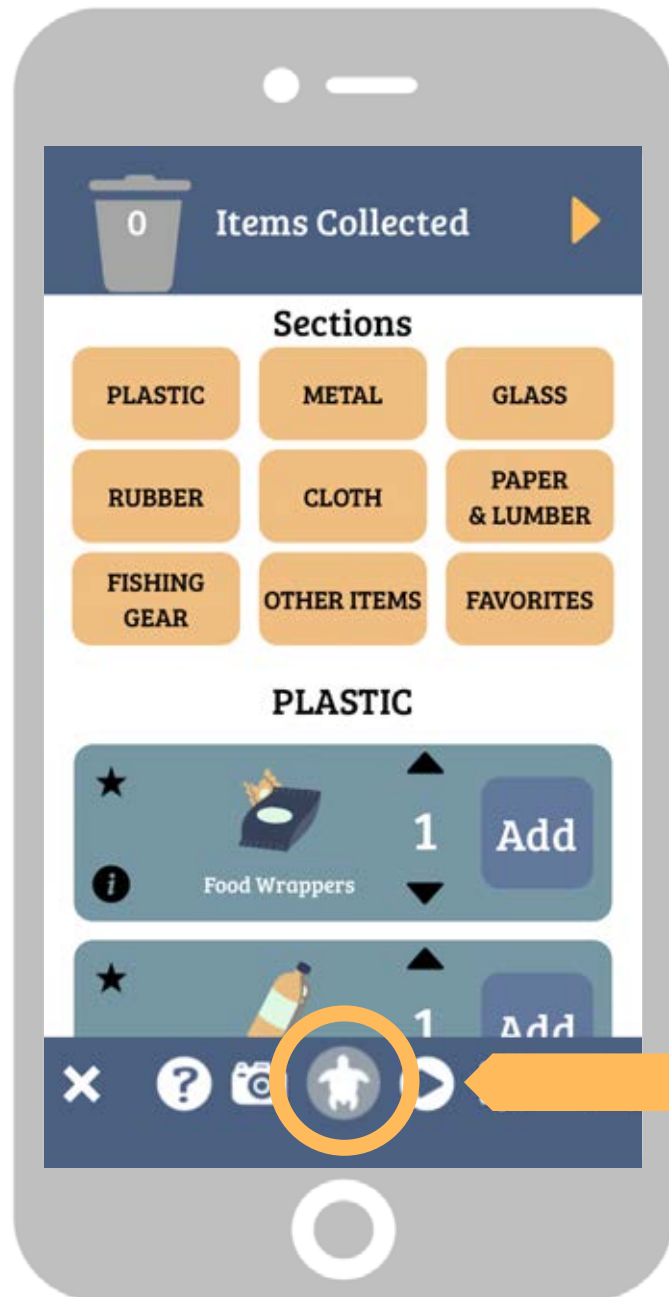 0 Items Collected
Sections
PLASTIC METAL GLASS
RUBBER CLOTH PAPER
& LUMBER
FISHING
GEAR OTHER ITEMS FAVORITES
PLASTIC
1 Add
i Food Wrappers
1 Add
?